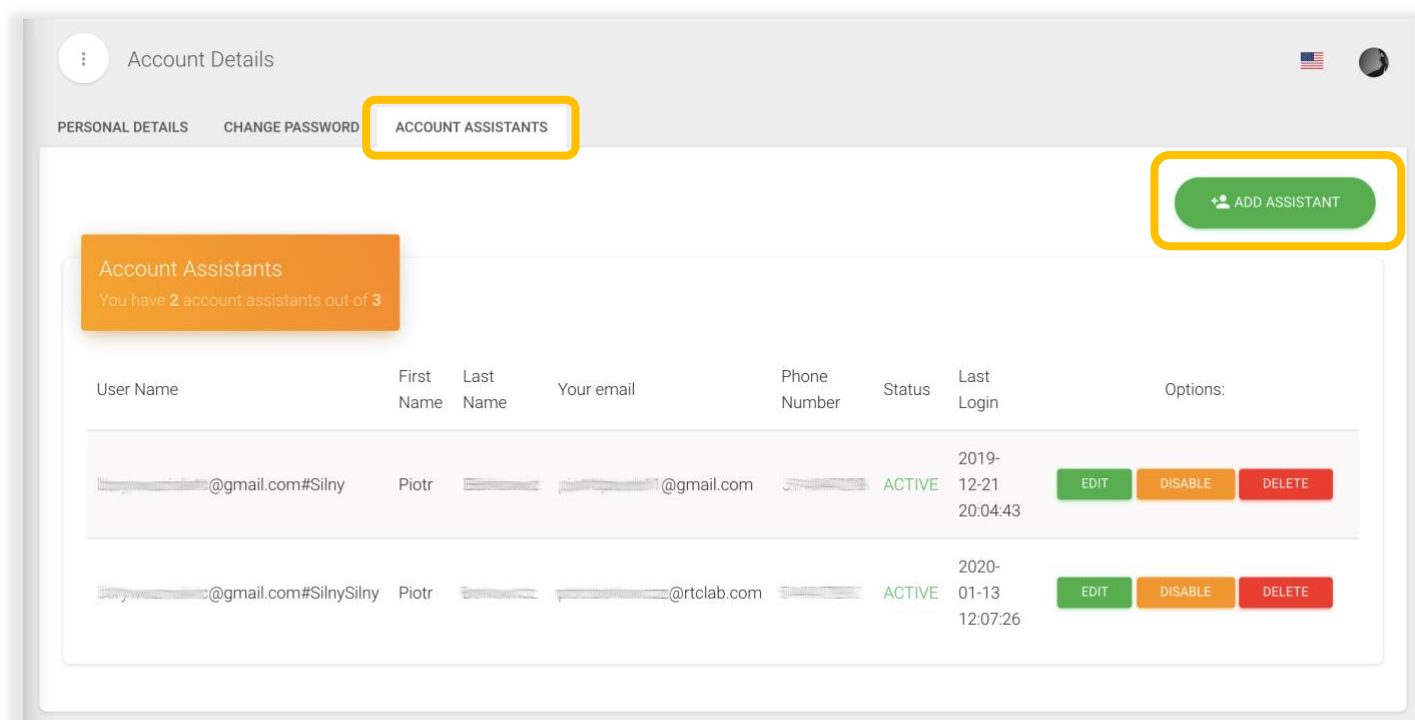 Account Details
PERSONAL DETAILS CHANGE PASSWORD ACCOUNT ASSISTANTS
ADD ASSISTANT
Account Assistants
You have 2 account assistants out of 3
User Name First Name Last Name Your email Phone Number Status Last Login Options:
@gmail.com#Silny Piotr @gmail.com ACTIVE 2019-12-21 20:04:43 EDIT DISABLE DELETE
@gmail.com#SilnySilny Piotr @rtclab.com ACTIVE 2020-01-13 12:07:26 EDIT DISABLE DELETE